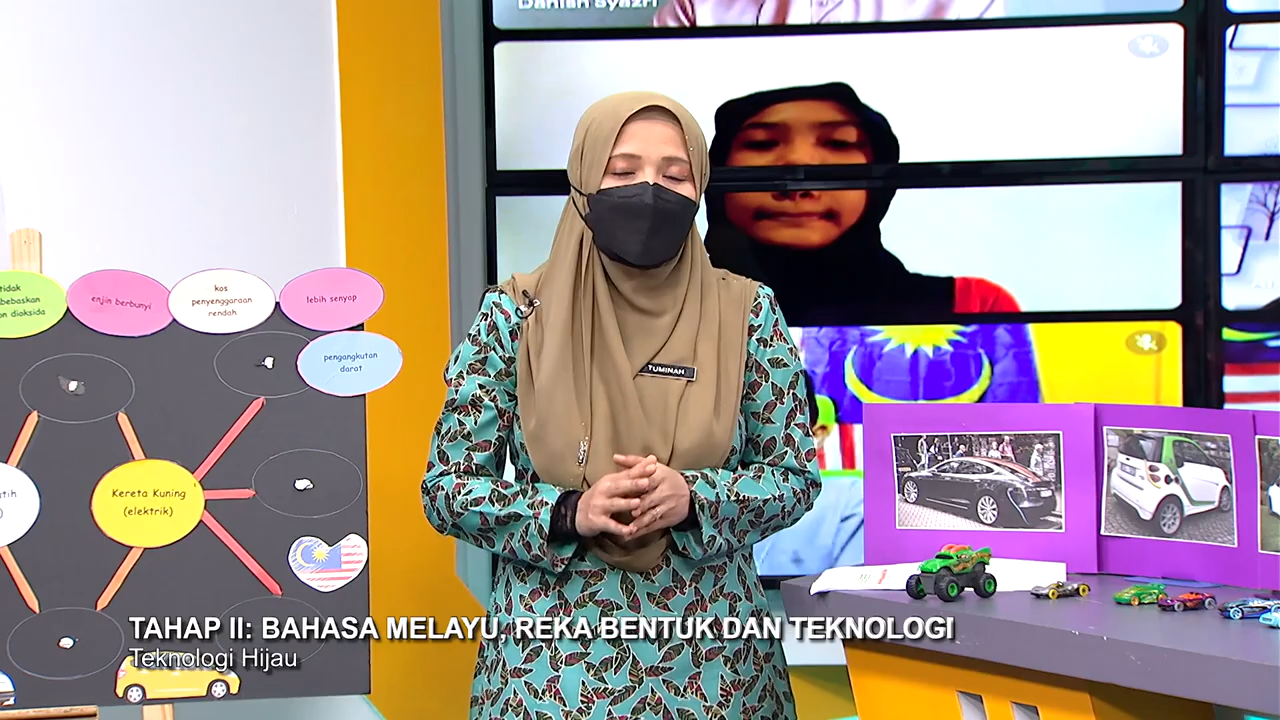 Danish Syazri
tidak
on dioksida
enjin berbunyi
kos
penyenggaraan
rendah
lebih senyap
pengangkutan
darat
Kereta Kuning
(elektrik)
TUMINAH
TAHAP II: BAHASA MELAYU, REKA BENTUK DAN TEKNOLOGI
Teknologi Hijau